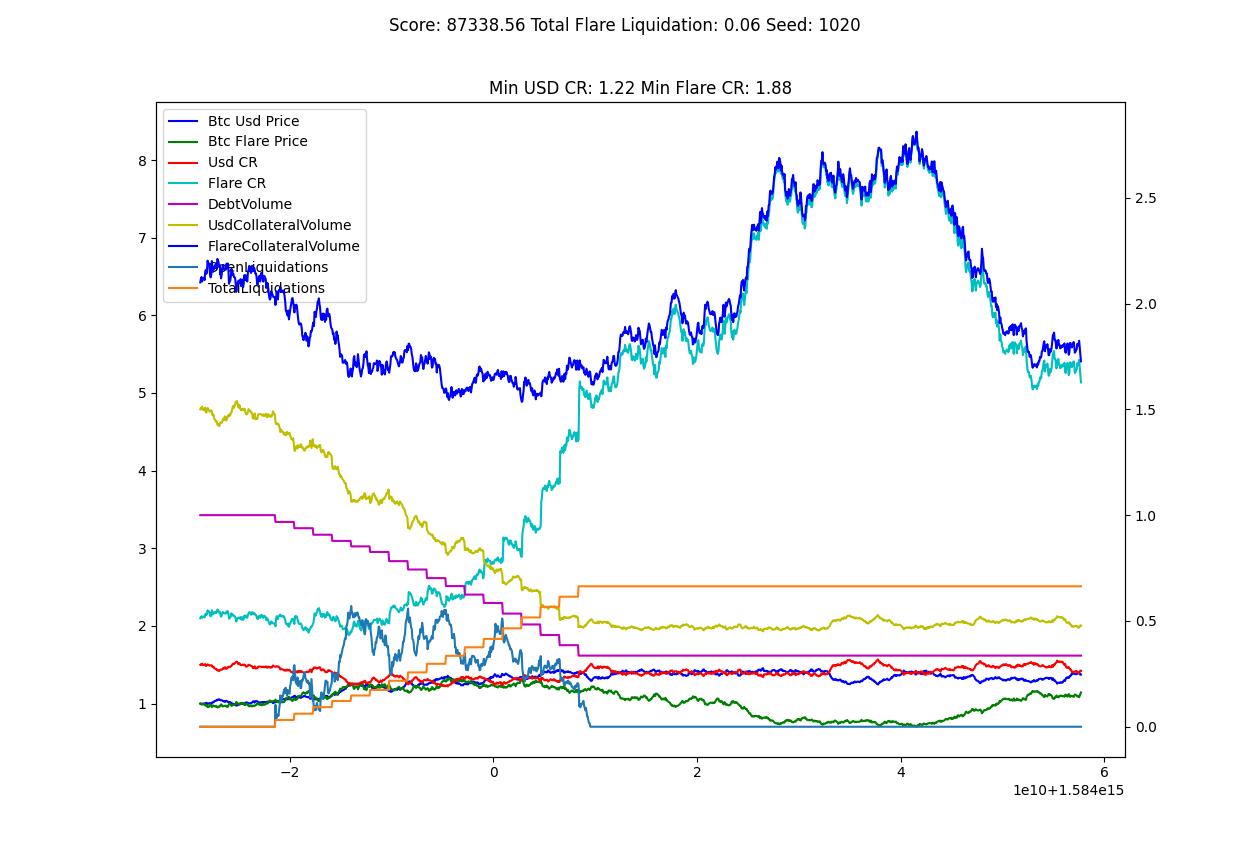 Score: 87338.56 Total Flare Liquidation: 0.06 Seed: 1020
Min USD CR: 1.22 Min Flare CR: 1.88
Btc Usd Price
Btc Flare Price
Usd CR
Flare CR
DebtVolume
UsdCollateralVolume
FlareCollateralVolume
OpenLiquidations
TotalLiquidations
8
7
6
5
4
3
2
1
2.5
2.0
1.5
1.0
0.5
0.0
−2
0
2
4
6
1e10+1.584e15